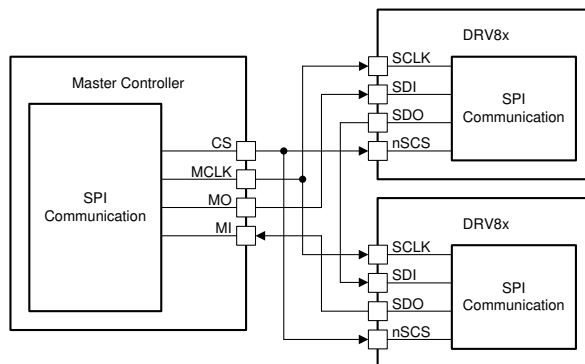 Master Controller
SPI
Communication
CS
MCLK
MO
MI
DRV8x
SCLK
SDI
SDO
nSCS
SPI
Communication
DRV8x
SCLK
SDI
SDO
nSCS
SPI
Communication